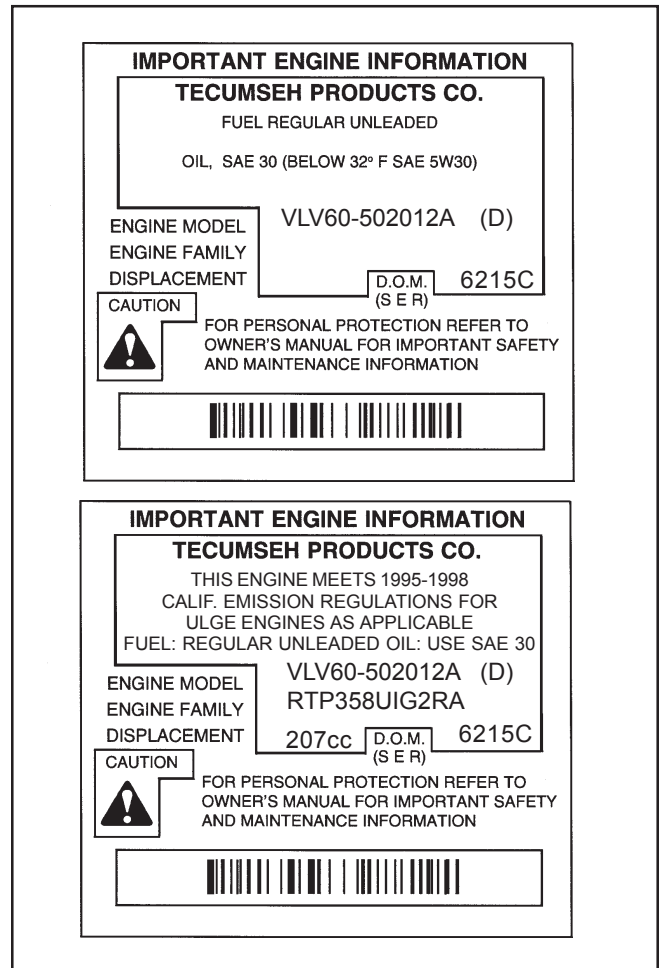 IMPORTANT ENGINE INFORMATION
TECUMSEH PRODUCTS CO.
FUEL REGULAR UNLEADED
OIL, SAE 30 (BELOW 32° F SAE 5W30)
ENGINE MODEL VLV60-502012A (D)
ENGINE FAMILY
DISPLACEMENT D.O.M. 6215C
(S E R)
CAUTION
FOR PERSONAL PROTECTION REFER TO
OWNER'S MANUAL FOR IMPORTANT SAFETY
AND MAINTENANCE INFORMATION
IMPORTANT ENGINE INFORMATION
TECUMSEH PRODUCTS CO.
THIS ENGINE MEETS 1995-1998
CALIF. EMISSION REGULATIONS FOR
ULGE ENGINES AS APPLICABLE
FUEL: REGULAR UNLEADED OIL: USE SAE 30
ENGINE MODEL VLV60-502012A (D)
ENGINE FAMILY RTP358UIG2RA
DISPLACEMENT 207cc D.O.M. 6215C
(S E R)
CAUTION
FOR PERSONAL PROTECTION REFER TO
OWNER'S MANUAL FOR IMPORTANT SAFETY
AND MAINTENANCE INFORMATION